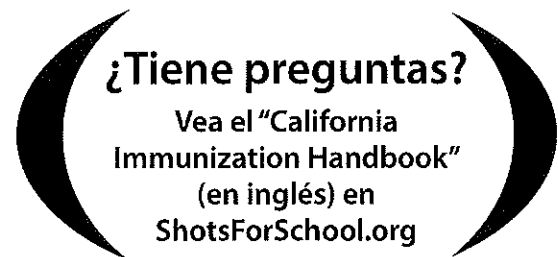 ¿Tiene preguntas?
Vea el "California
Immunization Handbook"
(en inglés) en
ShotsForSchool.org